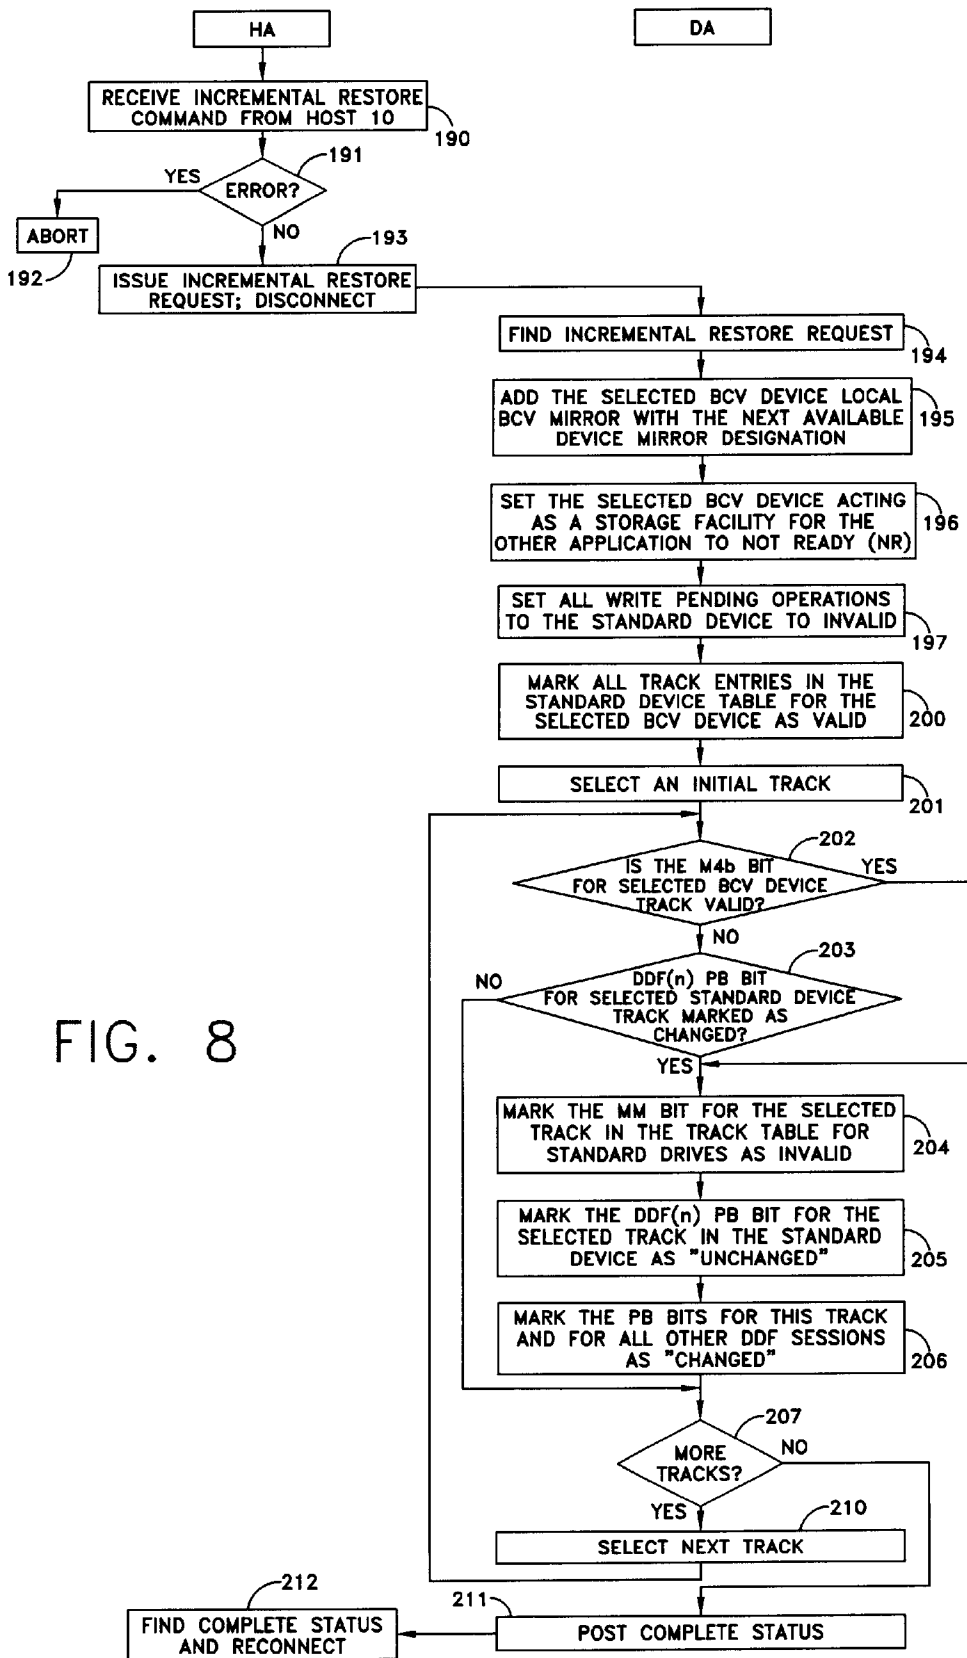 HA
DA
RECEIVE INCREMENTAL RESTORE
COMMAND FROM HOST 10
190
191
YES
ERROR?
ABORT
192
NO
193
ISSUE INCREMENTAL RESTORE
REQUEST; DISCONNECT
FIND INCREMENTAL RESTORE REQUEST
194
ADD THE SELECTED BCV DEVICE LOCAL
BCV MIRROR WITH THE NEXT AVAILABLE
DEVICE MIRROR DESIGNATION
195
SET THE SELECTED BCV DEVICE ACTING
AS A STORAGE FACILITY FOR THE
OTHER APPLICATION TO NOT READY (NR)
196
SET ALL WRITE PENDING OPERATIONS
TO THE STANDARD DEVICE TO INVALID
197
MARK ALL TRACK ENTRIES IN THE
STANDARD DEVICE TABLE FOR THE
SELECTED BCV DEVICE AS VALID
200
SELECT AN INITIAL TRACK
201
202
IS THE M4b BIT
FOR SELECTED BCV DEVICE
TRACK VALID?
YES
NO
203
NO
DDF(n) PB BIT
FOR SELECTED STANDARD DEVICE
TRACK MARKED AS
CHANGED?
YES
FIG. 8
MARK THE MM BIT FOR THE SELECTED
TRACK IN THE TRACK TABLE FOR
STANDARD DRIVES AS INVALID
204
MARK THE DDF(n) PB BIT FOR THE
SELECTED TRACK IN THE STANDARD
DEVICE AS "UNCHANGED"
205
MARK THE PB BITS FOR THIS TRACK
AND FOR ALL OTHER DDF SESSIONS
AS "CHANGED"
206
207
MORE
TRACKS?
NO
YES
210
SELECT NEXT TRACK
211
POST COMPLETE STATUS
212
FIND COMPLETE STATUS
AND RECONNECT